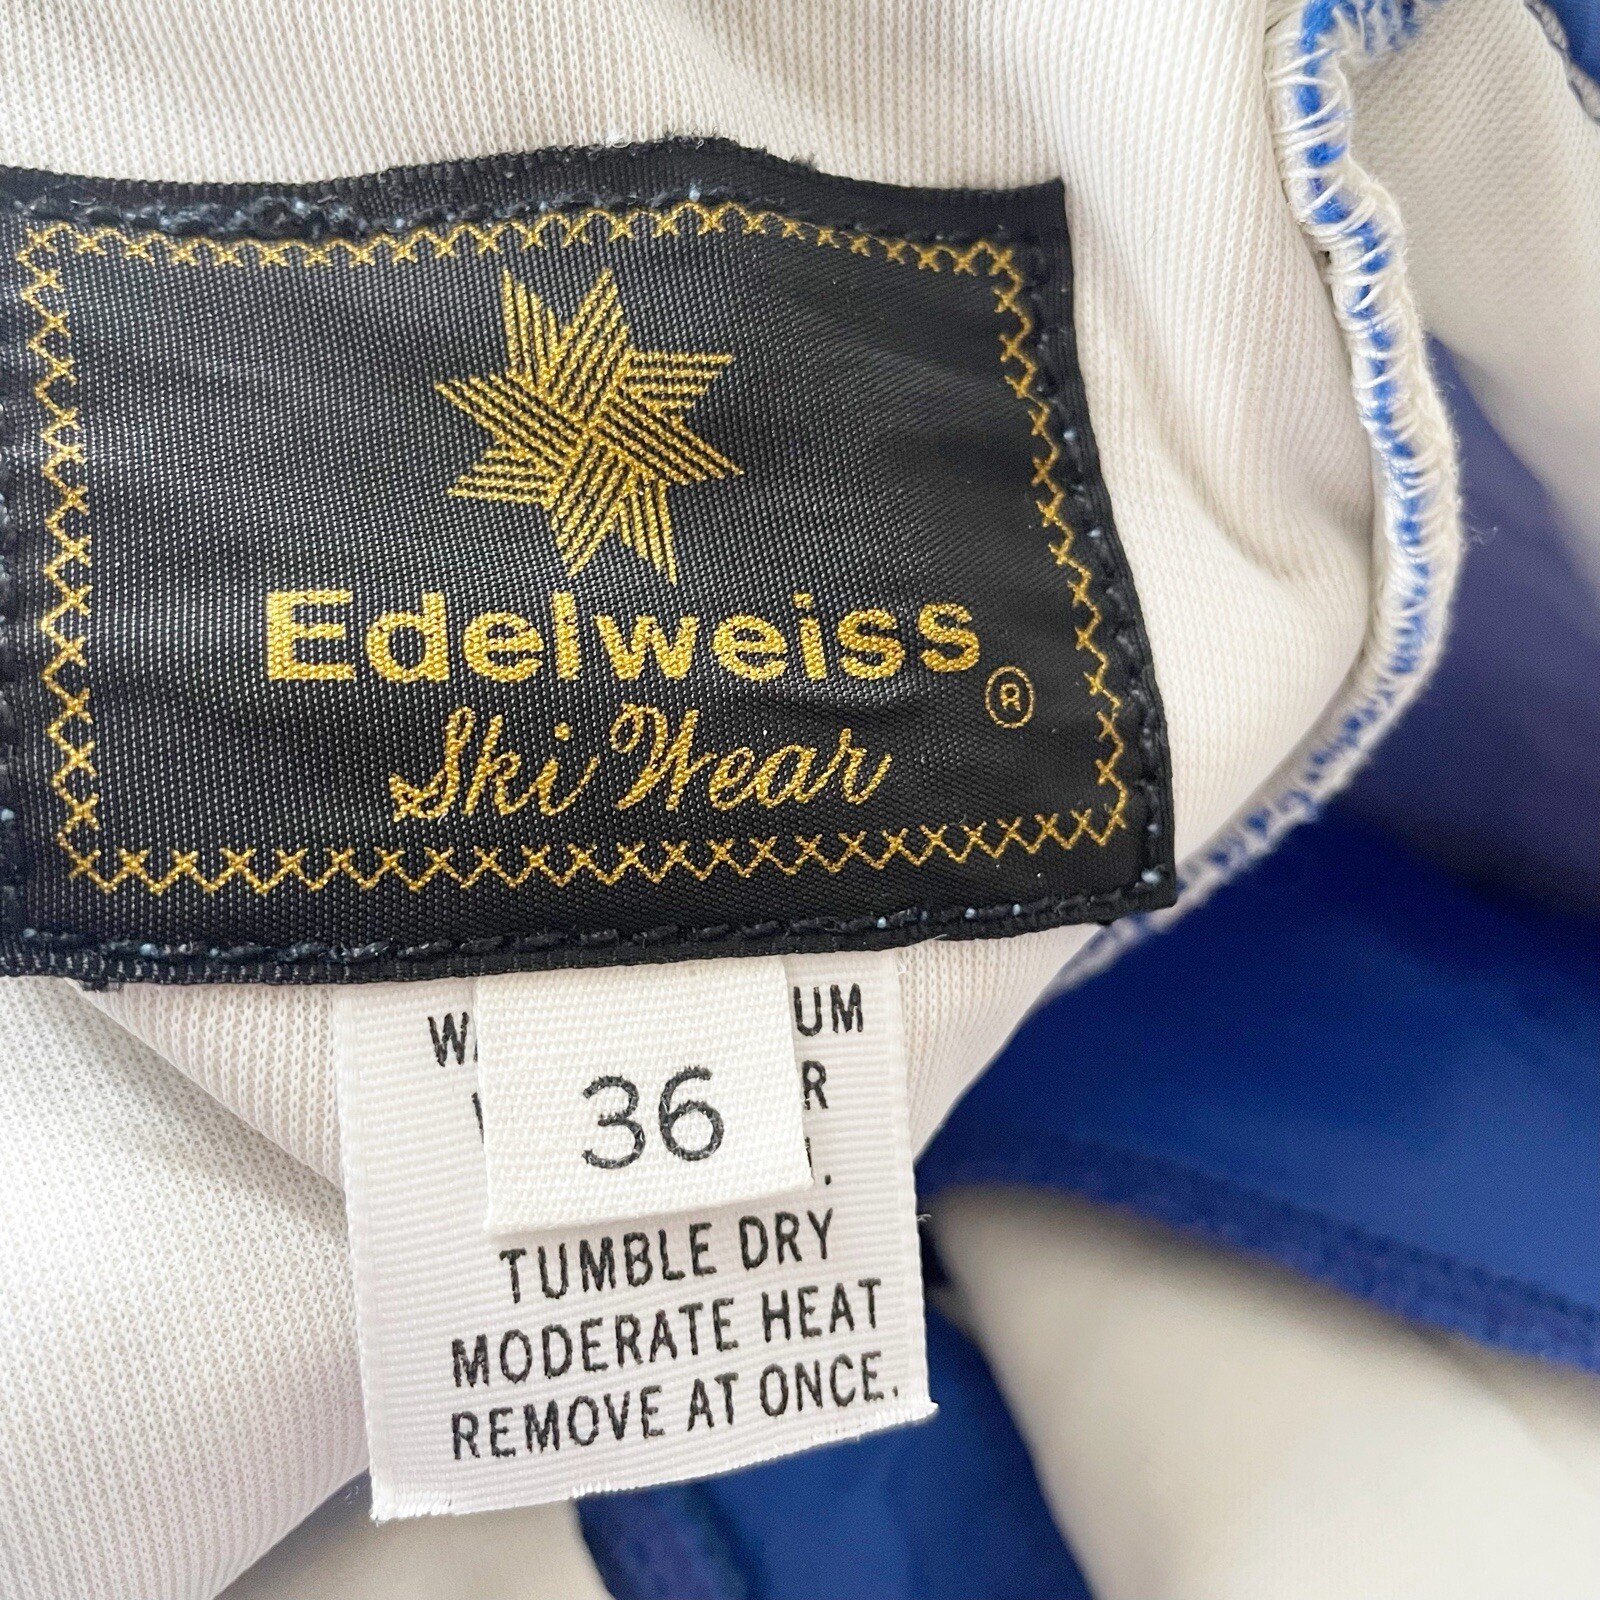 Edelweiss ®
Ski Wear
36
TUMBLE DRY
MODERATE HEAT
REMOVE AT ONCE.